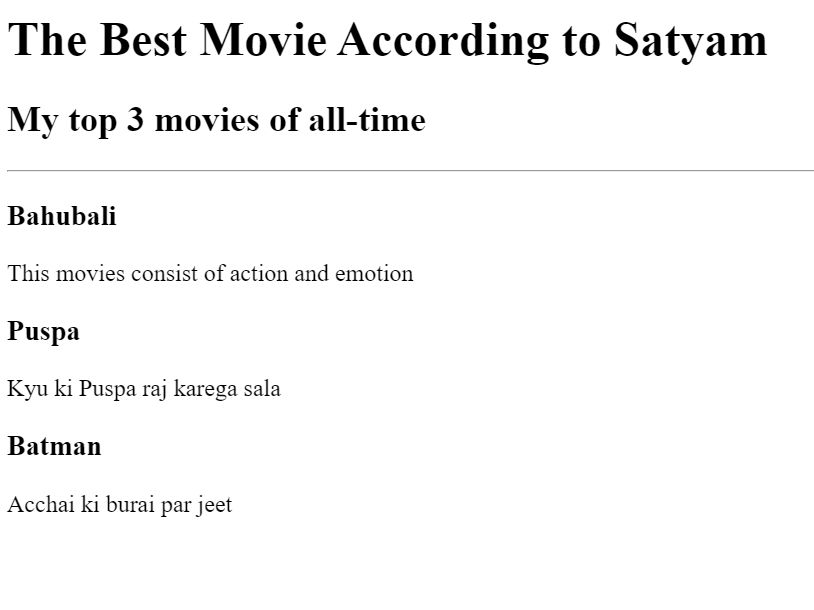 The Best Movie According to Satyam
My top 3 movies of all-time
Bahubali
This movies consist of action and emotion
Puspa
Kyu ki Puspa raj karega sala
Batman
Acchai ki burai par jeet